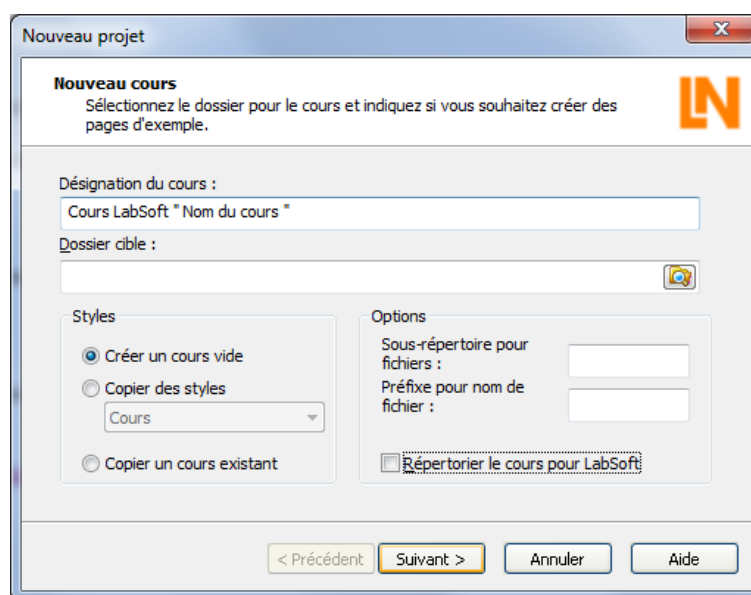 Nouveau projet
Nouveau cours
Sélectionnez le dossier pour le cours et indiquez si vous souhaitez créer des
pages d'exemple.
LN
Désignation du cours :
Cours LabSoft " Nom du cours "
Dossier cible :
Styles
Créer un cours vide
Copier des styles
Cours
Copier un cours existant
Options
Sous-répertoire pour
fichiers :
Préfixe pour nom de
fichier :
Répertorier le cours pour LabSoft
< Précédent
Suivant >
Annuler
Aide